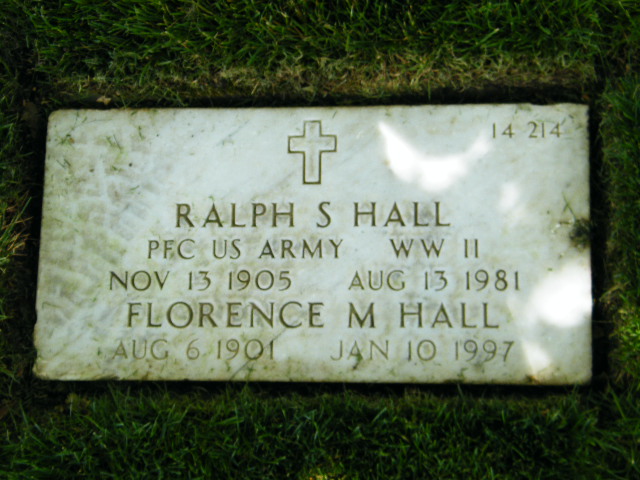 14 214
RALPH S HALL
PFC US ARMY WW II
NOV 13 1905 AUG 13 1981
FLORENCE M HALL
AUG 6 1901 JAN 10 1997